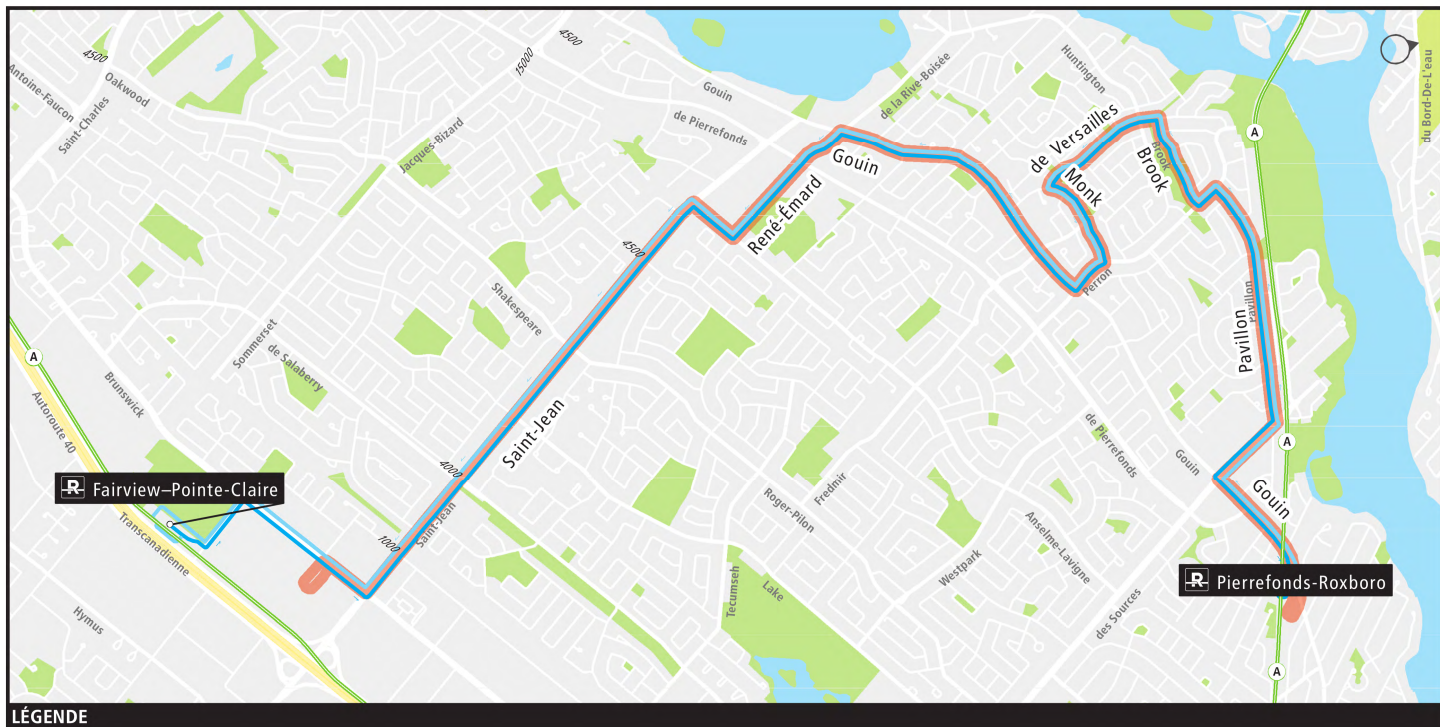 4500
4500
15000
Antoine-Faucon
Oakwood
Saint-Charles
Jacques-Bizard
Gouin
de Pierrefonds
de la Rive-Boisée
Huntington
du Bord-De-L'eau
A
de Versailles
Monk
Brook
Brook
Gouin
René-Émard
4500
Perron
Shakespeare
Sommerset
de Salaberry
Brunswick
A
Autoroute 40
Pavillon
Pavillon
Saint-Jean
4000
Saint-Jean
1000
R Fairview–Pointe-Claire
Transcanadienne
Hymus
de Pierrefonds
Gouin
A
Gouin
Roger-Pilon
Fredmir
Anselme-Lavigne
Westpark
Tecumseh
Lake
des Sources
R Pierrefonds-Roxboro
A
LÉGENDE